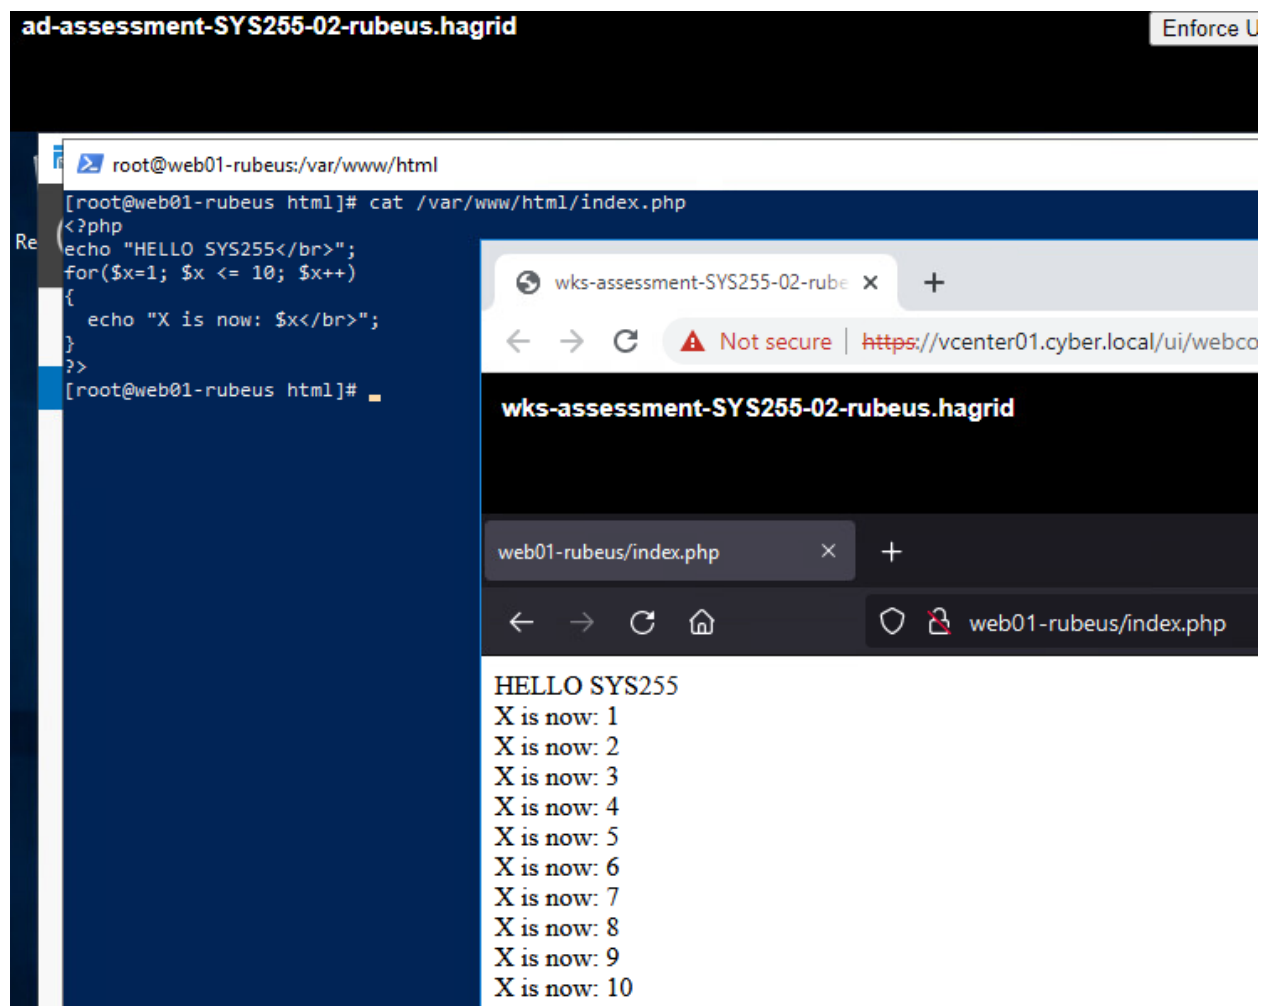 ad-assessment-SYS255-02-rubeus.hagrid
Enforce U
Re
root@web01-rubeus:/var/www/html
[root@web01-rubeus html]# cat /var/www/html/index.php
<?php
echo "HELLO SYS255</br>";
for($x=1; $x <= 10; $x++)
{
  echo "X is now: $x</br>";
}
?>
[root@web01-rubeus html]#
wks-assessment-SYS255-02-rube
Not secure | https://vcenter01.cyber.local/ui/webco
wks-assessment-SYS255-02-rubeus.hagrid
web01-rubeus/index.php
web01-rubeus/index.php
HELLO SYS255
X is now: 1
X is now: 2
X is now: 3
X is now: 4
X is now: 5
X is now: 6
X is now: 7
X is now: 8
X is now: 9
X is now: 10